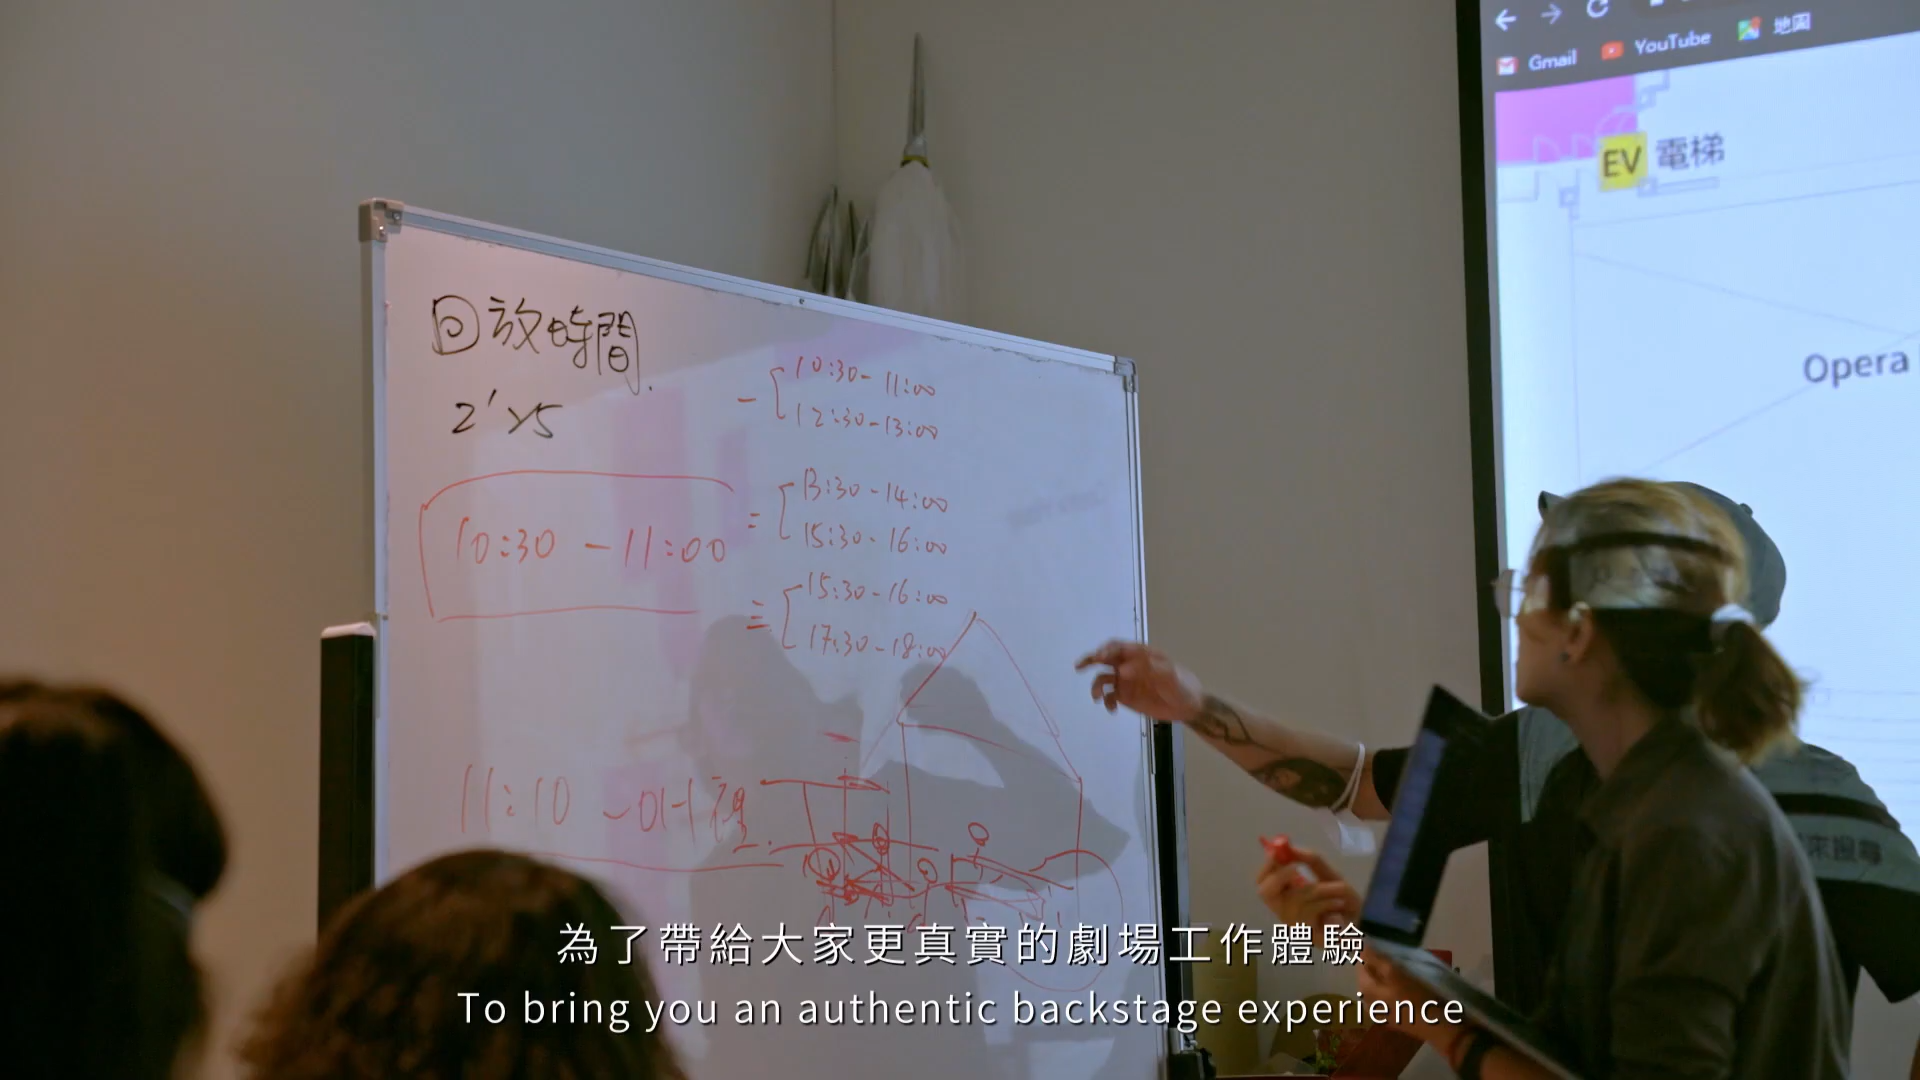 Gmail YouTube 地圖
EV 電梯
Opera
回放時間.
2' x5
10:30 - 11:00
一 10:30 - 11:00
12:30 - 13:00
二 13:30 - 14:00
15:30 - 16:00
三 15:30 - 16:00
17:30 - 18:00
11:10
為了帶給大家更真實的劇場工作體驗
To bring you an authentic backstage experience